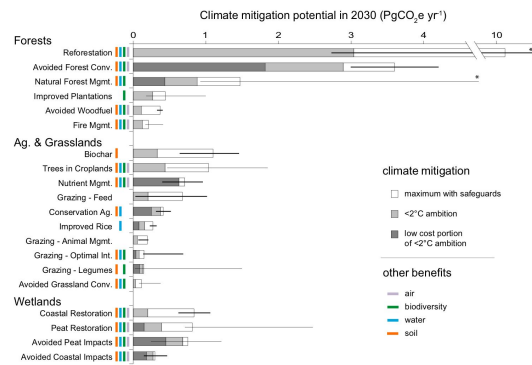 Climate mitigation potential in 2030 (PgCO₂e yr⁻¹)
0 1 2 3 4 10
Forests
Reforestation *
Avoided Forest Conv.
Natural Forest Mgmt. *
Improved Plantations
Avoided Woodfuel
Fire Mgmt.
Ag. & Grasslands
Biochar
Trees in Croplands
Nutrient Mgmt.
Grazing - Feed
Conservation Ag.
Improved Rice
Grazing - Animal Mgmt.
Grazing - Optimal Int.
Grazing - Legumes
Avoided Grassland Conv.
Wetlands
Coastal Restoration
Peat Restoration
Avoided Peat Impacts
Avoided Coastal Impacts
climate mitigation
maximum with safeguards
<2°C ambition
low cost portion
of <2°C ambition
other benefits
air
biodiversity
water
soil